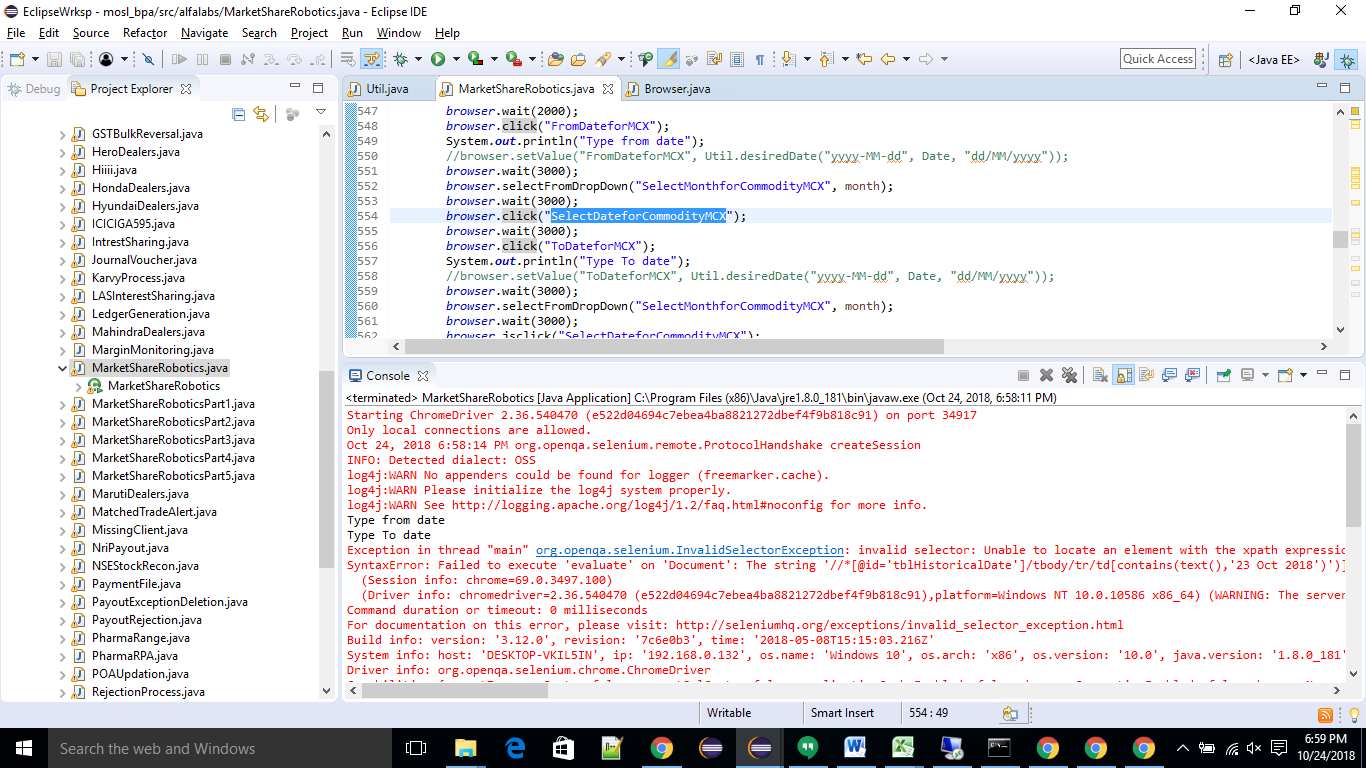 EclipseWrksp - mosl_bpa/src/alfalabs/MarketShareRobotics.java - Eclipse IDE
File Edit Source Refactor Navigate Search Project Run Window Help
Quick Access
<Java EE>
Debug
Project Explorer
GSTBulkReversal.java
HeroDealers.java
Hiiii.java
HondaDealers.java
HyundaiDealers.java
ICICIGA595.java
IntrestSharing.java
JournalVoucher.java
KarvyProcess.java
LASInterestSharing.java
LedgerGeneration.java
MahindraDealers.java
MarginMonitoring.java
MarketShareRobotics.java
MarketShareRobotics
MarketShareRoboticsPart1.java
MarketShareRoboticsPart2.java
MarketShareRoboticsPart3.java
MarketShareRoboticsPart4.java
MarketShareRoboticsPart5.java
MarutiDealers.java
MatchedTradeAlert.java
MissingClient.java
NriPayout.java
NSEStockRecon.java
PaymentFile.java
PayoutExceptionDeletion.java
PayoutRejection.java
PharmaRange.java
PharmaRPA.java
POAUpdation.java
RejectionProcess.java
Util.java
MarketShareRobotics.java
Browser.java
547 browser.wait(2000);
548 browser.click("FromDateforMCX");
549 System.out.println("Type from date");
550 //browser.setValue("FromDateforMCX", Util.desiredDate("yyyy-MM-dd", Date, "dd/MM/yyyy"));
551 browser.wait(3000);
552 browser.selectFromDropDown("SelectMonthforCommodityMCX", month);
553 browser.wait(3000);
554 browser.click("SelectDateforCommodityMCX");
555 browser.wait(3000);
556 browser.click("ToDateforMCX");
557 System.out.println("Type To date");
558 //browser.setValue("ToDateforMCX", Util.desiredDate("yyyy-MM-dd", Date, "dd/MM/yyyy"));
559 browser.wait(3000);
560 browser.selectFromDropDown("SelectMonthforCommodityMCX", month);
561 browser.wait(3000);
562 browser.jsclick("SelectDateforCommodityMCX");
Console
<terminated> MarketShareRobotics [Java Application] C:\Program Files (x86)\Java\jre1.8.0_181\bin\javaw.exe (Oct 24, 2018, 6:58:11 PM)
Starting ChromeDriver 2.36.540470 (e522d04694c7ebea4ba8821272dbef4f9b818c91) on port 34917
Only local connections are allowed.
Oct 24, 2018 6:58:14 PM org.openqa.selenium.remote.ProtocolHandshake createSession
INFO: Detected dialect: OSS
log4j:WARN No appenders could be found for logger (freemarker.cache).
log4j:WARN Please initialize the log4j system properly.
log4j:WARN See http://logging.apache.org/log4j/1.2/faq.html#noconfig for more info.
Type from date
Type To date
Exception in thread "main" org.openqa.selenium.InvalidSelectorException: invalid selector: Unable to locate an element with the xpath expressio
SyntaxError: Failed to execute 'evaluate' on 'Document': The string '//*[@id='tblHistoricalDate']/tbody/tr/td[contains(text(),'23 Oct 2018')')]
(Session info: chrome=69.0.3497.100)
(Driver info: chromedriver=2.36.540470 (e522d04694c7ebea4ba8821272dbef4f9b818c91),platform=Windows NT 10.0.10586 x86_64) (WARNING: The server
Command duration or timeout: 0 milliseconds
For documentation on this error, please visit: http://seleniumhq.org/exceptions/invalid_selector_exception.html
Build info: version: '3.12.0', revision: '7c6e0b3', time: '2018-05-08T15:15:03.216Z'
System info: host: 'DESKTOP-VKIL5IN', ip: '192.168.0.132', os.name: 'Windows 10', os.arch: 'x86', os.version: '10.0', java.version: '1.8.0_181'
Driver info: org.openqa.selenium.chrome.ChromeDriver
Writable
Smart Insert
554 : 49
Search the web and Windows
6:59 PM
10/24/2018